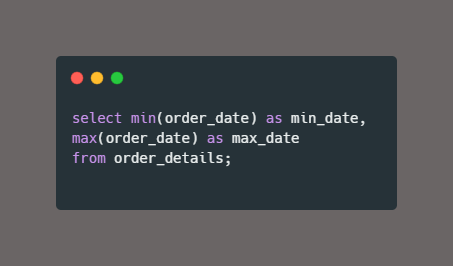 select min(order_date) as min_date,
max(order_date) as max_date
from order_details;